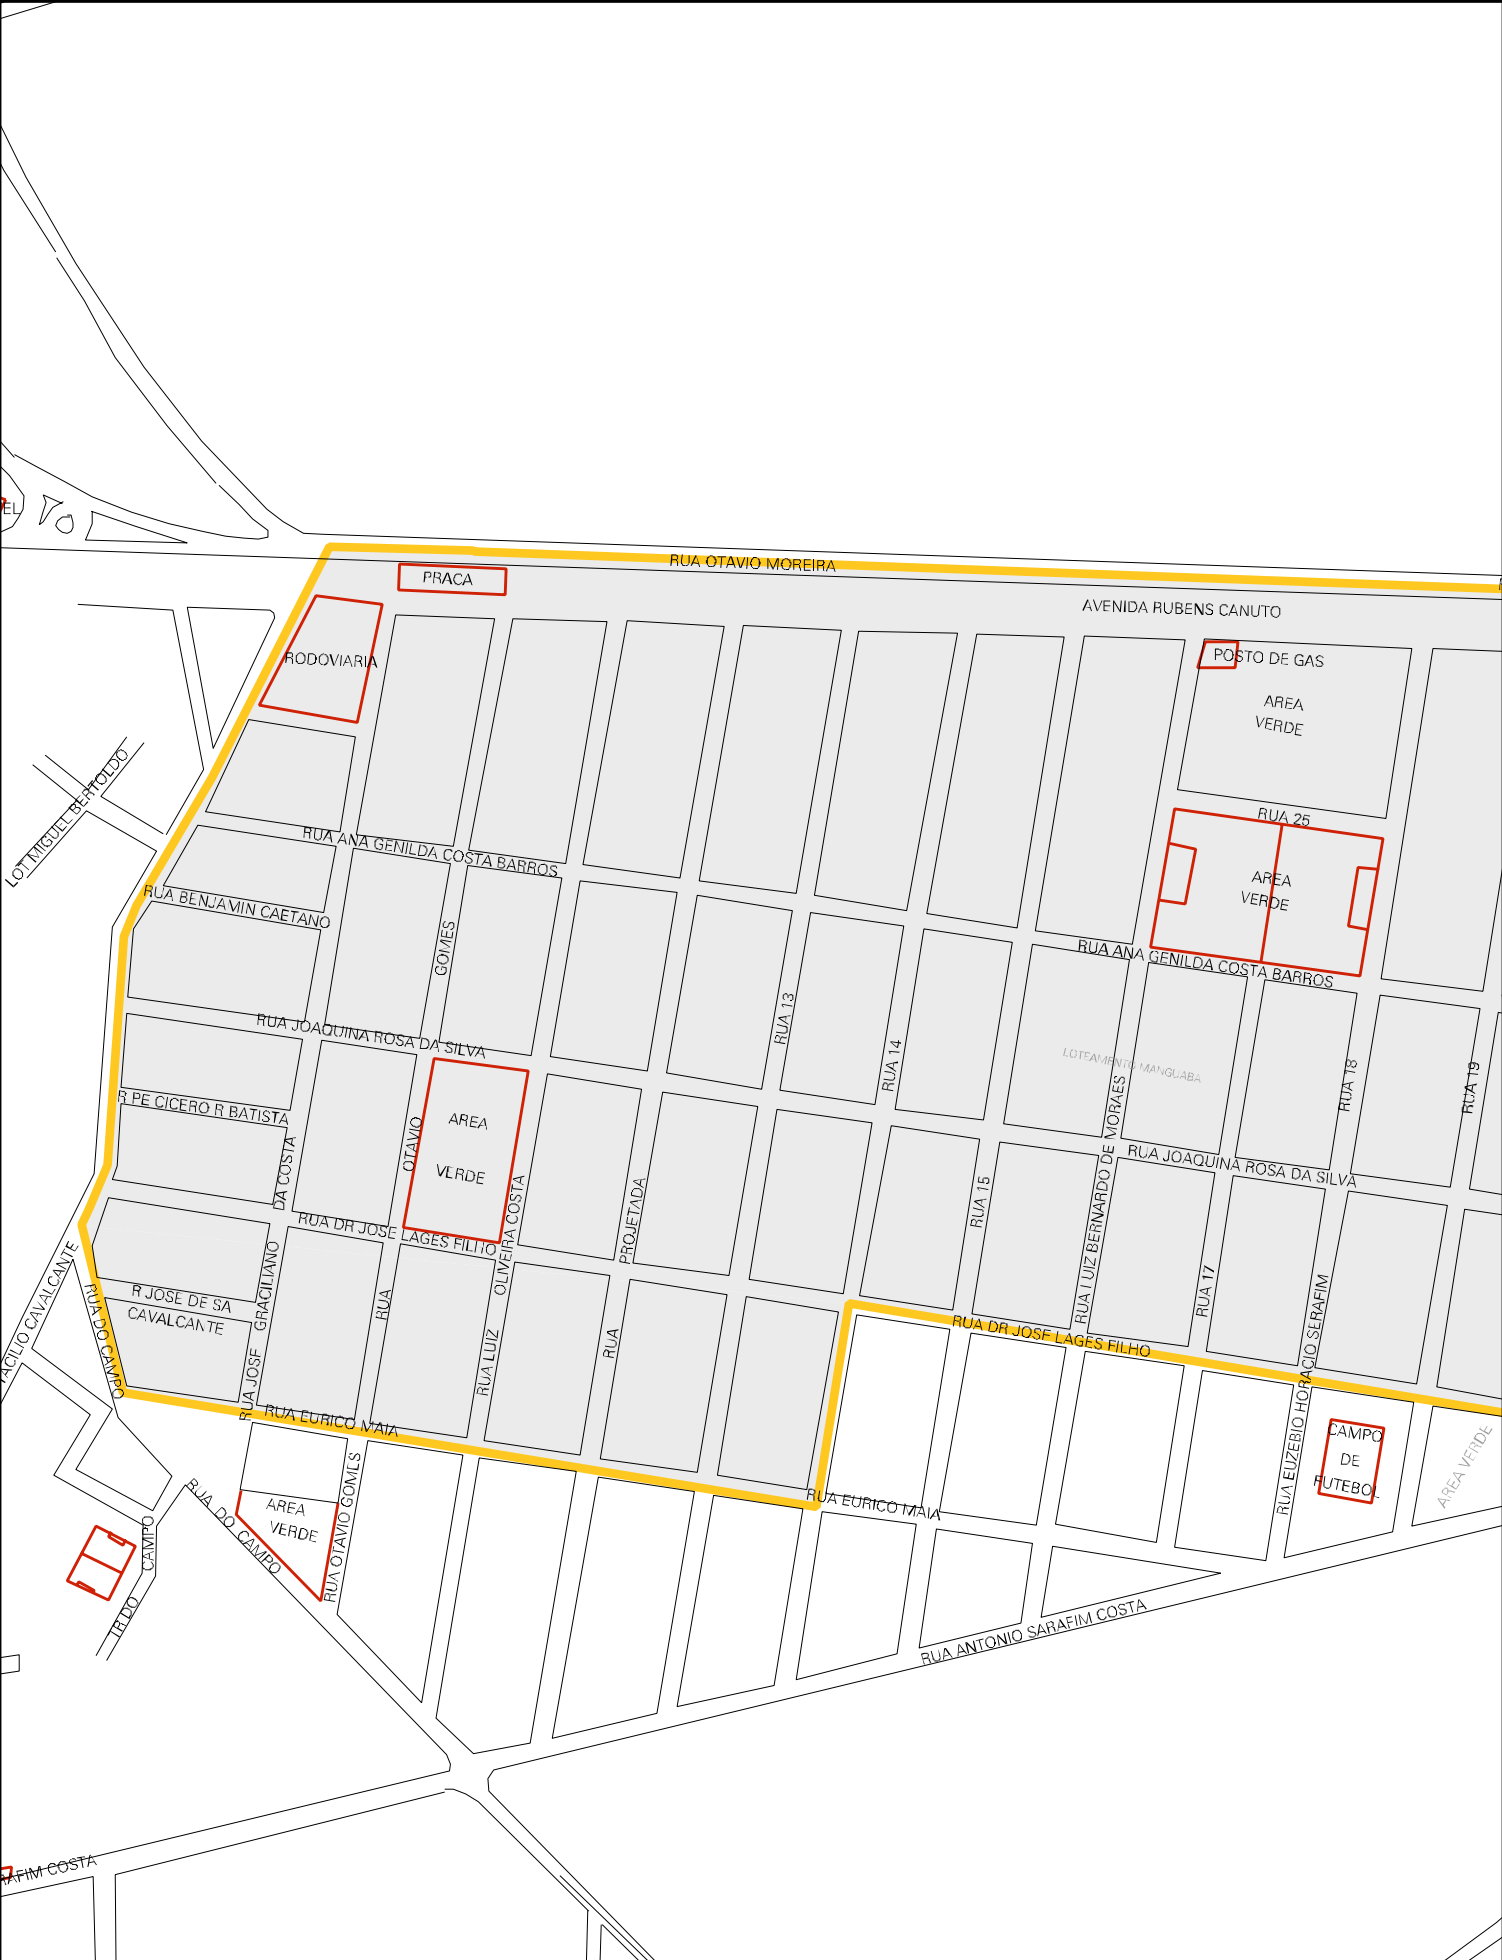 RUA OTAVIO MOREIRA
PRACA
AVENIDA RUBENS CANUTO
RODOVIARIA
POSTO DE GAS
AREA
VERDE
LOT MIGUEL BERTOLDO
RUA 25
RUA ANA GENILDA COSTA BARROS
AREA
VERDE
RUA BENJAMIN CAETANO
GOMES
RUA ANA GENILDA COSTA BARROS
RUA 13
RUA JOAQUINA ROSA DA SILVA
RUA 14
LOTEAMENTO MANGUABA
RUA 18
RUA 19
R PE CICERO R BATISTA
AREA
VERDE
OTAVIO
DA COSTA
RUA JOAQUINA ROSA DA SILVA
RUA DR JOSE LAGES FILHO
OLIVEIRA COSTA
PROJETADA
RUA 15
RUA LUIZ BERNARDO DE MORAES
RUA 17
R JOSE DE SA
CAVALCANTE
GRACILIANO
RUA
RUA DO CAMPO
ACILIO CAVALCANTE
RUA JOSE
RUA LUIZ
RUA
RUA DR JOSE LAGES FILHO
RUA EUZEBIO HORACIO SERAFIM
RUA EURICO MAIA
CAMPO
DE
FUTEBOL
AREA VERDE
RUA EURICO MAIA
AREA
VERDE
RUA DO CAMPO
RUA OTAVIO GOMES
CAMPO
TR DO
RUA ANTONIO SARAFIM COSTA
RAFIM COSTA